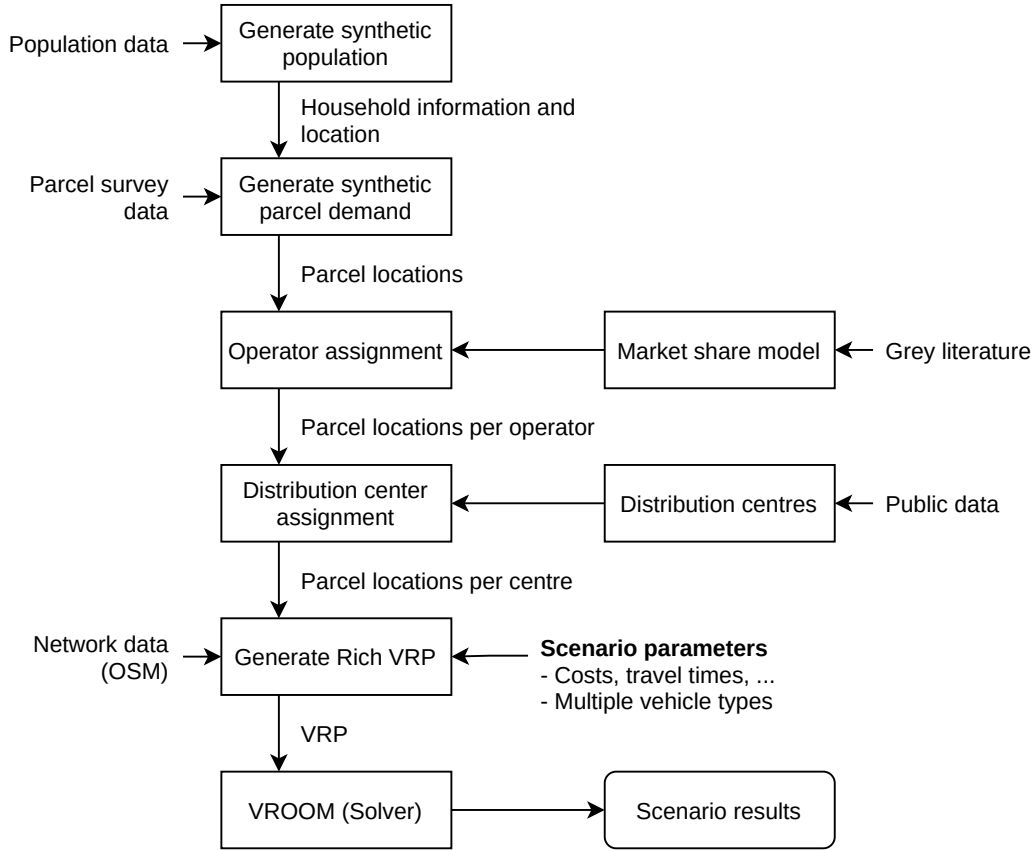 Population data
Generate synthetic
population
Household information and
location
Parcel survey
data
Generate synthetic
parcel demand
Parcel locations
Operator assignment
Market share model
Grey literature
Parcel locations per operator
Distribution center
assignment
Distribution centres
Public data
Parcel locations per centre
Network data
(OSM)
Generate Rich VRP
Scenario parameters
- Costs, travel times, ...
- Multiple vehicle types
VRP
VROOM (Solver)
Scenario results